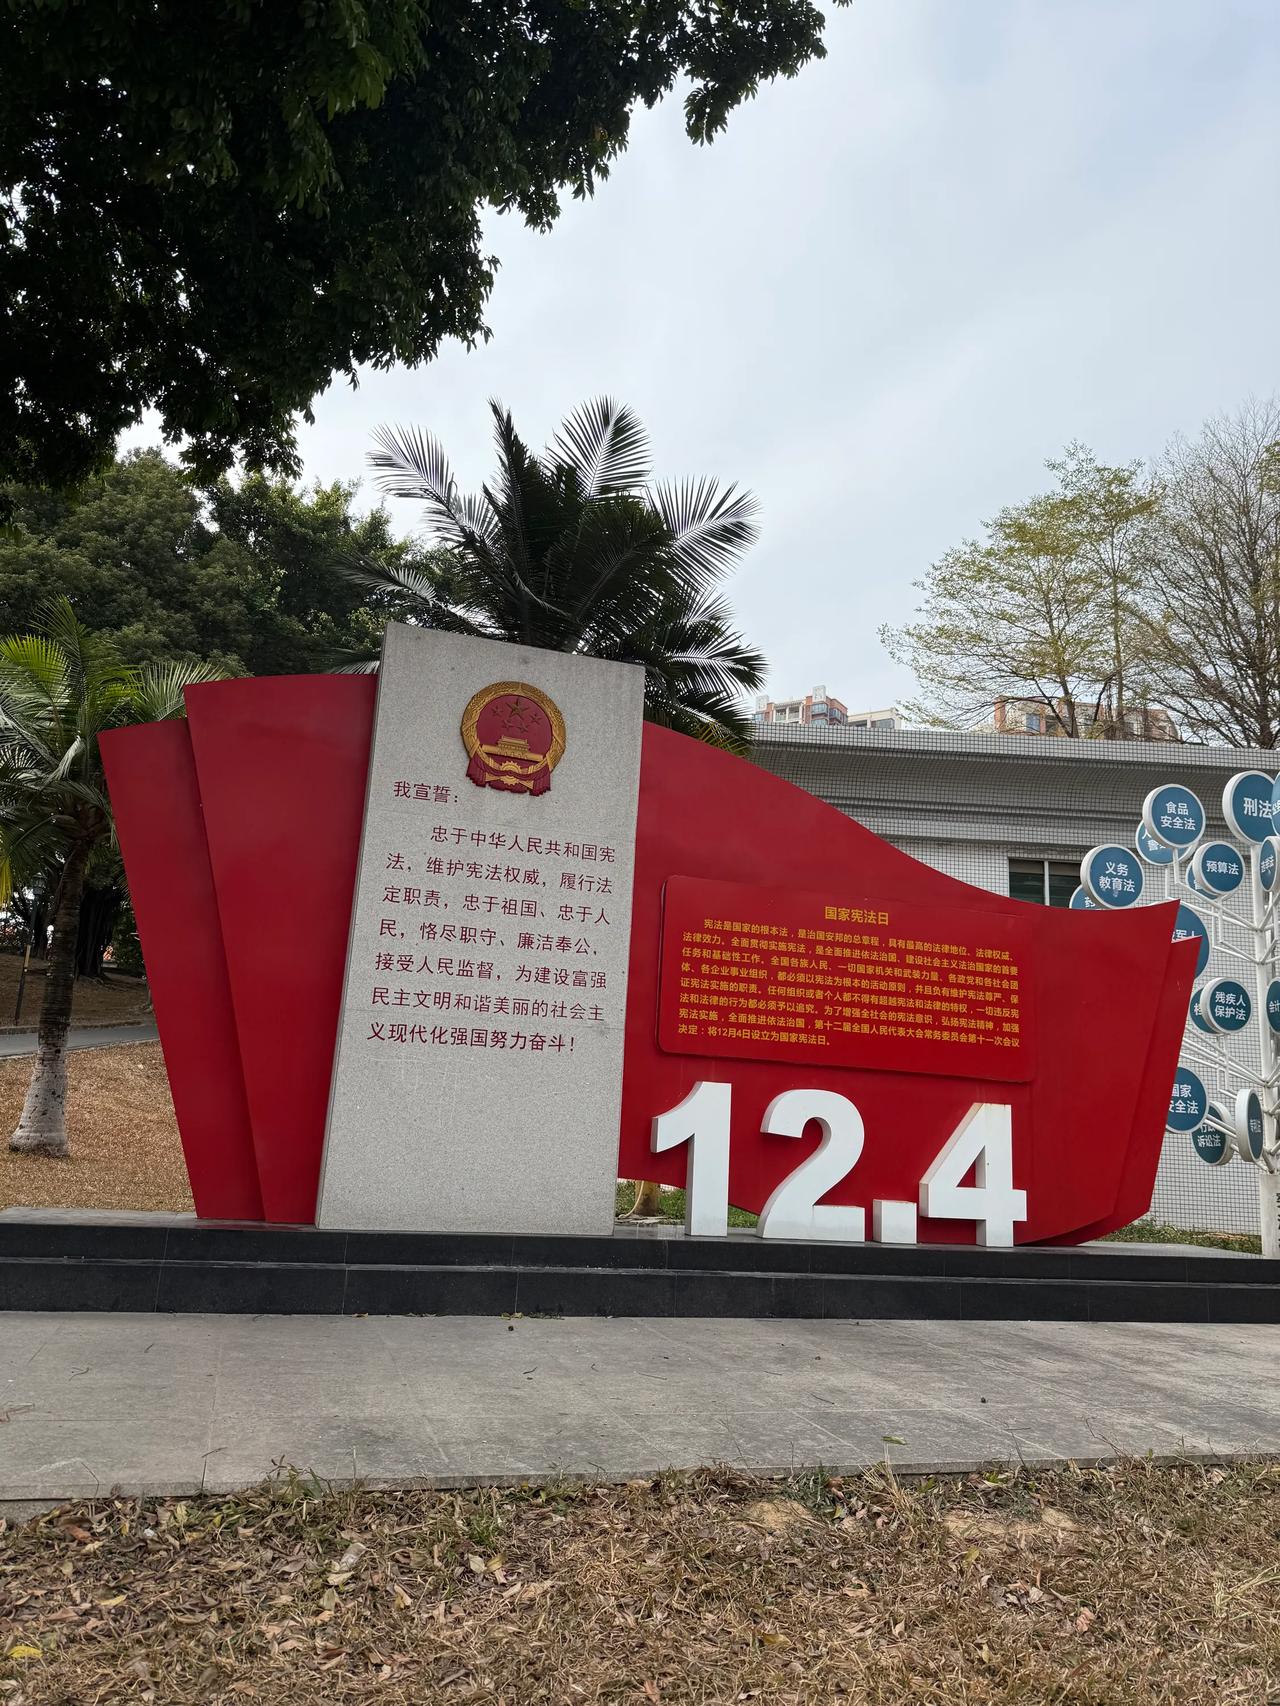 我宣誓：
忠于中华人民共和国宪
法，维护宪法权威，履行法
定职责，忠于祖国、忠于人
民，恪尽职守、廉洁奉公，
接受人民监督，为建设富强
民主文明和谐美丽的社会主
义现代化强国努力奋斗！
国家宪法日
宪法是国家的根本法，是治国安邦的总章程，具有最高的法律地位、法律权威、
法律效力。全面贯彻实施宪法，是全面推进依法治国、建设社会主义法治国家的首要
任务和基础性工作。全国各族人民、一切国家机关和武装力量、各政党和各社会团
体、各企业事业组织，都必须以宪法为根本的活动原则，并且负有维护宪法尊严、保
证宪法实施的职责。任何组织或者个人都不得有超越宪法和法律的特权，一切违反宪
法和法律的行为都必须予以追究。为了增强全社会的宪法意识，弘扬宪法精神，加强
宪法实施，全面推进依法治国，第十二届全国人民代表大会常务委员会第十一次会议
决定：将12月4日设立为国家宪法日。
12.4
食品
安全法
刑法
义务
教育法
预算法
残疾人
保护法
国家
安全法
诉讼法